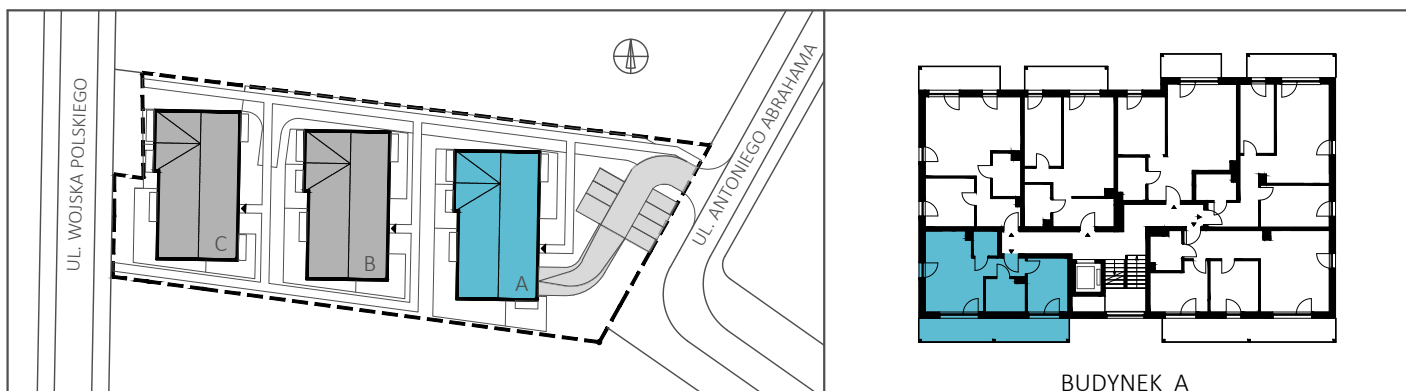 UL. WOJSKA POLSKIEGO
C
B
A
UL. ANTONIEGO ABRAHAMA
BUDYNEK A